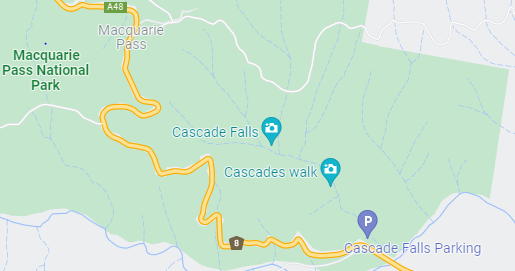 A48
Macquarie
Pass
Macquarie
Pass National
Park
Cascade Falls
Cascades walk
P
8
Cascade Falls Parking